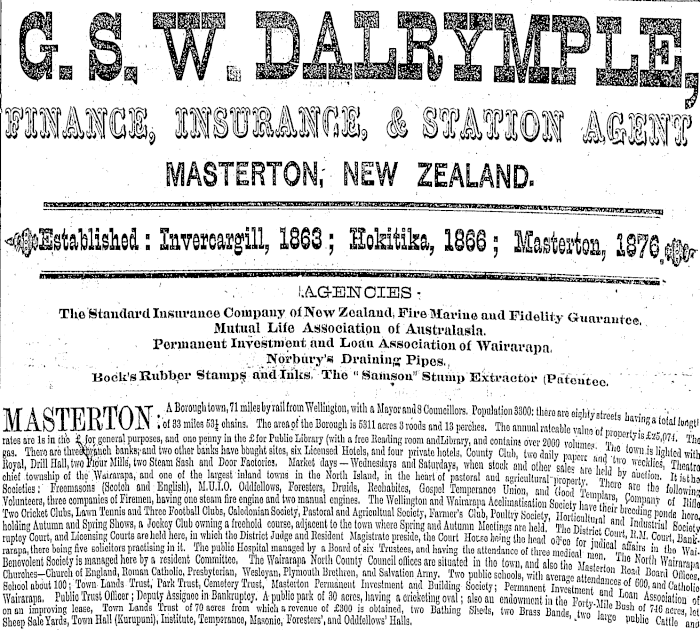 G. S. W. DALRYMPLE,
FINANCE, INSURANCE, & STATION AGENT
MASTERTON, NEW ZEALAND.
Established : Invercargill, 1863 ; Hokitika, 1866 ; Masterton, 1876.
AGENCIES :
The Standard Insurance Company of New Zealand, Fire Marine and Fidelity Guarantee.
Mutual Life Association of Australasia.
Permanent Investment and Loan Association of Wairarapa.
Norbury's Draining Pipes.
Bock's Rubber Stamps and Inks. The "Samson" Stump Extractor (Patentee.
MASTERTON: A Borough town, 71 miles by rail from Wellington, with a Mayor and 8 Councillors. Population 3300: there are eighty streets having a total length
of 33 miles 53½ chains. The area of the Borough is 5311 acres 3 roods and 13 perches. The annual rateable value of property is £25,074. The
rates are 1s in the £ for general purposes, and one penny in the £ for Public Library (with a free Reading room and Library, and contains over 2000 volumes. The town is lighted with
gas. There are three branch banks, and two other banks have bought sites, six Licensed Hotels, and four private hotels, County Club, two daily papers and two weeklies, Theatre
Royal, Drill Hall, two Flour Mills, two Steam Sash and Door Factories. Market days—Wednesdays and Saturdays, when stock and other sales are held by auction. It is the
chief township of the Wairarapa, and one of the largest inland towns in the North Island, in the heart of pastoral and agricultural property. There are the following
Societies: Freemasons (Scotch and English), M.U.I.O. Oddfellows, Foresters, Druids, Rechabites, Gospel Temperance Union, and Good Templars, Company Rifle
Volunteers, three companies of Firemen, having one steam fire engine and two manual engines. The Wellington and Wairarapa Acclimatisation Society have their breeding ponds here.
Two Cricket Clubs, Lawn Tennis and Three Football Clubs, Caledonian Society, Pastoral and Agricultural Society, Farmer's Club, Poultry Society, Horticultural and Industrial Society
holding Autumn and Spring Shows, a Jockey Club owning a freehold course, adjacent to the town where Spring and Autumn Meetings are held. The District Court, R.M. Court, Bank-
ruptcy Court, and Licensing Courts are held here, in which the District Judge and Resident Magistrate preside, the Court House being the head office for judical affairs in the Wai-
rarapa, there being five solicitors practising in it. The public Hospital managed by a Board of six Trustees, and having the attendance of three medical men. The North Wairarapa
Benevolent Society is managed here by a resident Committee. The Wairarapa North County Council offices are situated in the town, and also the Masterton Road Board Offices.
Churches—Church of England, Roman Catholic, Presbyterian, Wesleyan, Plymouth Brethren, and Salvation Army. Two public schools, with average attendances of 600, and Catholic
School about 100; Town Lands Trust, Park Trust, Cemetery Trust, Masterton Permanent Investment and Building Society; Permanent Investment and Loan Association of
Wairarapa. Public Trust Officer; Deputy Assignee in Bankruptcy. A public park of 30 acres, having a cricketing oval; also an endowment in the Forty-Mile Bush of 746 acres, let
on an improving lease, Town Lands Trust of 70 acres from which a revenue of £300 is obtained, two Bathing Sheds, two Brass Bands, two large public Cattle and
Sheep Sale Yards, Town Hall (Kurupuni), Institute, Temperance, Masonic, Foresters', and Oddfellows' Halls.